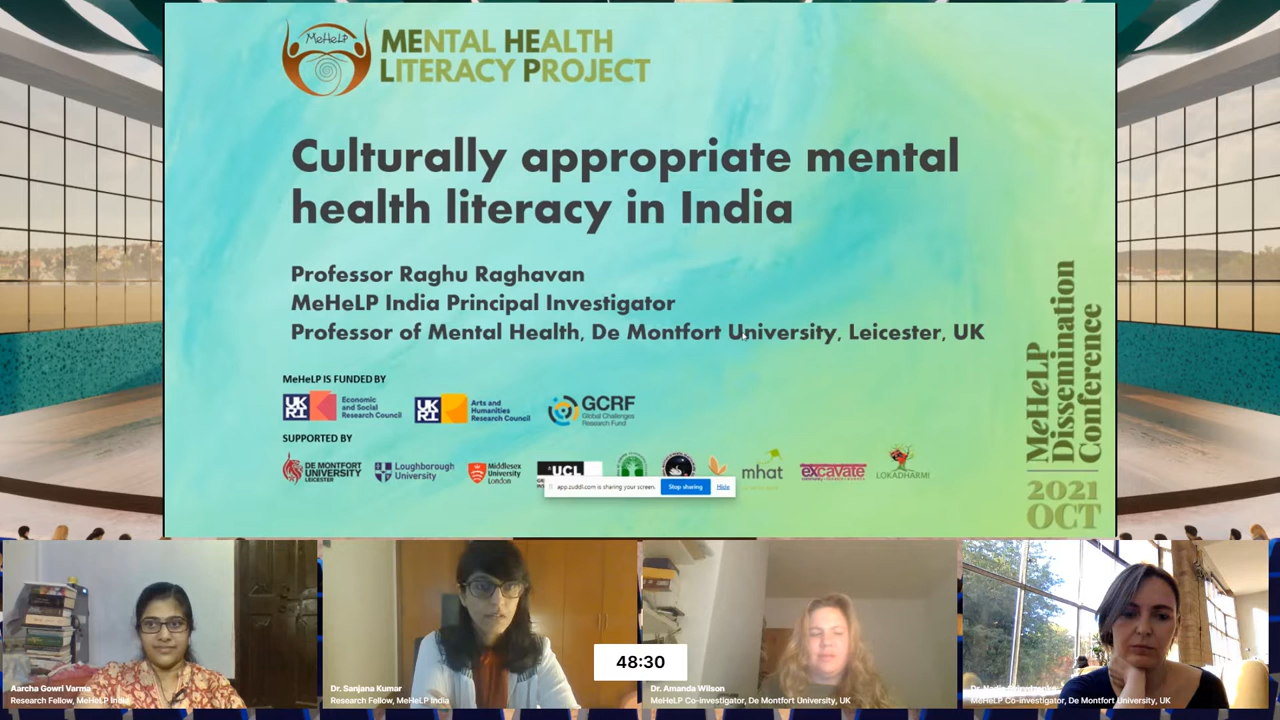 MeHeLP
MENTAL HEALTH
LITERACY PROJECT
Culturally appropriate mental
health literacy in India
Professor Raghu Raghavan
MeHeLP India Principal Investigator
Professor of Mental Health, De Montfort University, Leicester, UK
MeHeLP IS FUNDED BY
UKRI
Economic
and Social
Research Council
UKRI
Arts and
Humanities
Research Council
GCRF
Global Challenges
Research Fund
SUPPORTED BY
DE MONTFORT
UNIVERSITY
LEICESTER
Loughborough
University
Middlesex
University
London
UCL
mhat
excavate
LOKADHARMI
app.zuddl.com is sharing your screen.
Stop sharing
Hide
MeHeLP
Dissemination
Conference
2021
OCT
Aarcha Gowri Varma
Research Fellow, MeHeLP India
Dr. Sanjana Kumar
Research Fellow, MeHeLP India
48:30
Dr. Amanda Wilson
MeHeLP Co-investigator, De Montfort University, UK
Dr.
MeHeLP Co-investigator, De Montfort University, UK